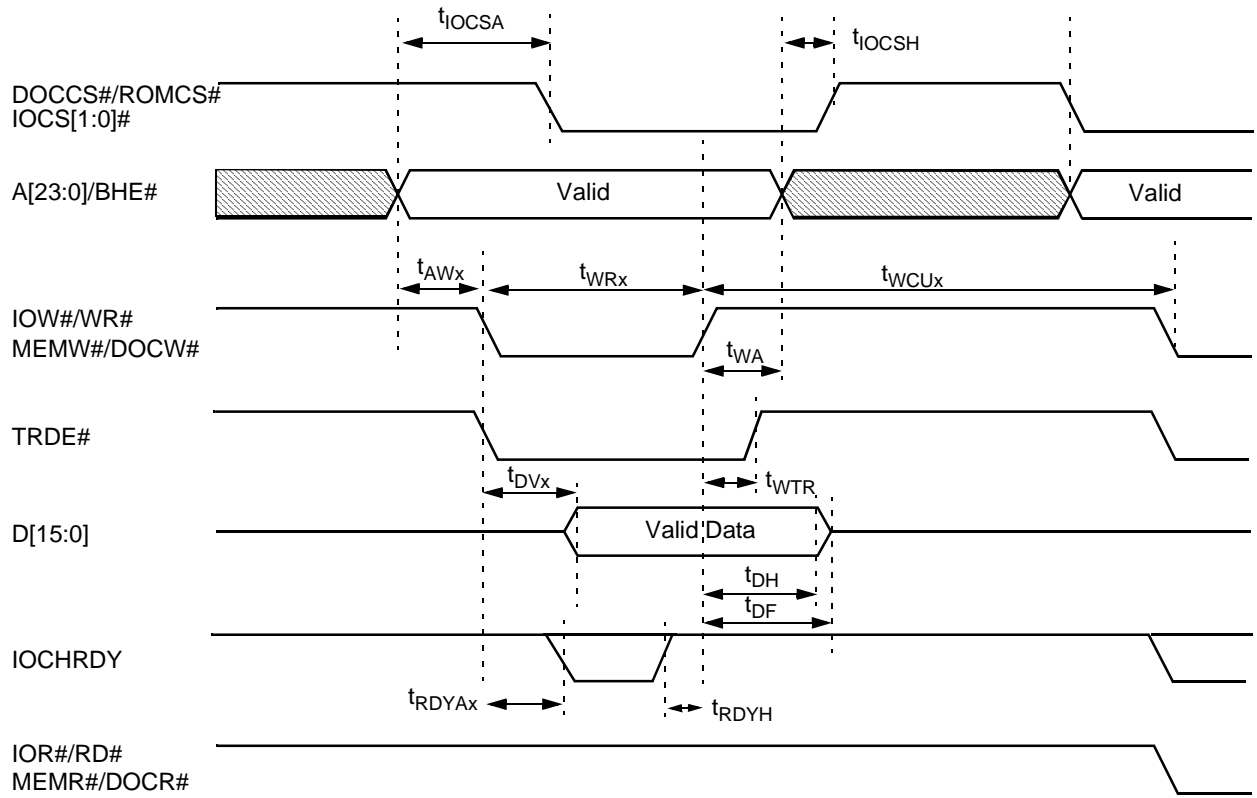 tIOCSA
tIOCSH
DOCCS#/ROMCS#
IOCS[1:0]#
A[23:0]/BHE#
Valid
Valid
tAWx
tWRx
tWCUx
IOW#/WR#
MEMW#/DOCW#
tWA
TRDE#
tDVx
tWTR
D[15:0]
Valid Data
tDH
tDF
IOCHRDY
tRDYAx
tRDYH
IOR#/RD#
MEMR#/DOCR#